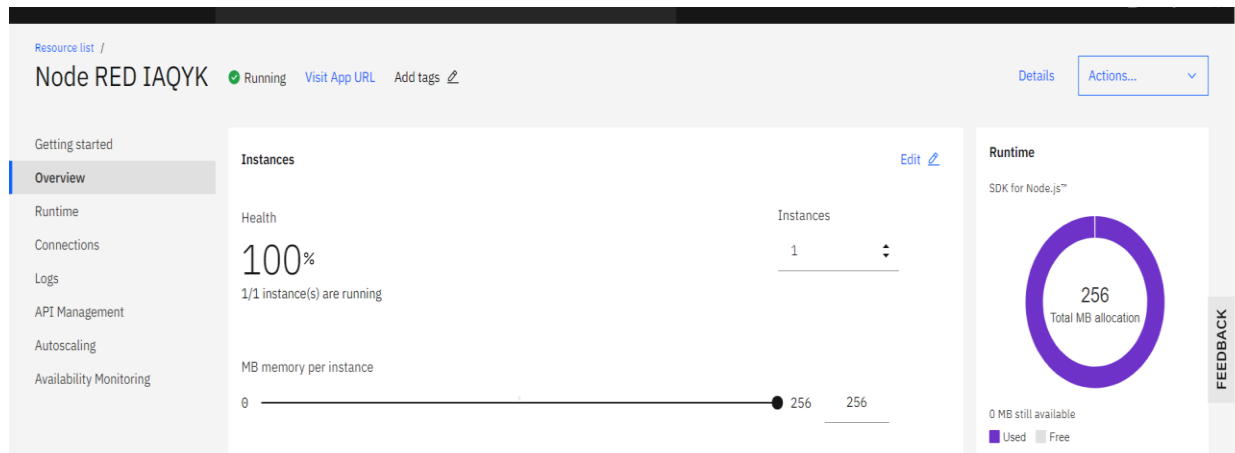 Resource list /
Node RED IAQYK Running Visit App URL Add tags
Details Actions...
Getting started
Overview
Runtime
Connections
Logs
API Management
Autoscaling
Availability Monitoring
Instances Edit
Health
100%
1/1 instance(s) are running
Instances
1
MB memory per instance
0 256 256
Runtime
SDK for Node.js™
256
Total MB allocation
0 MB still available
Used Free
FEEDBACK